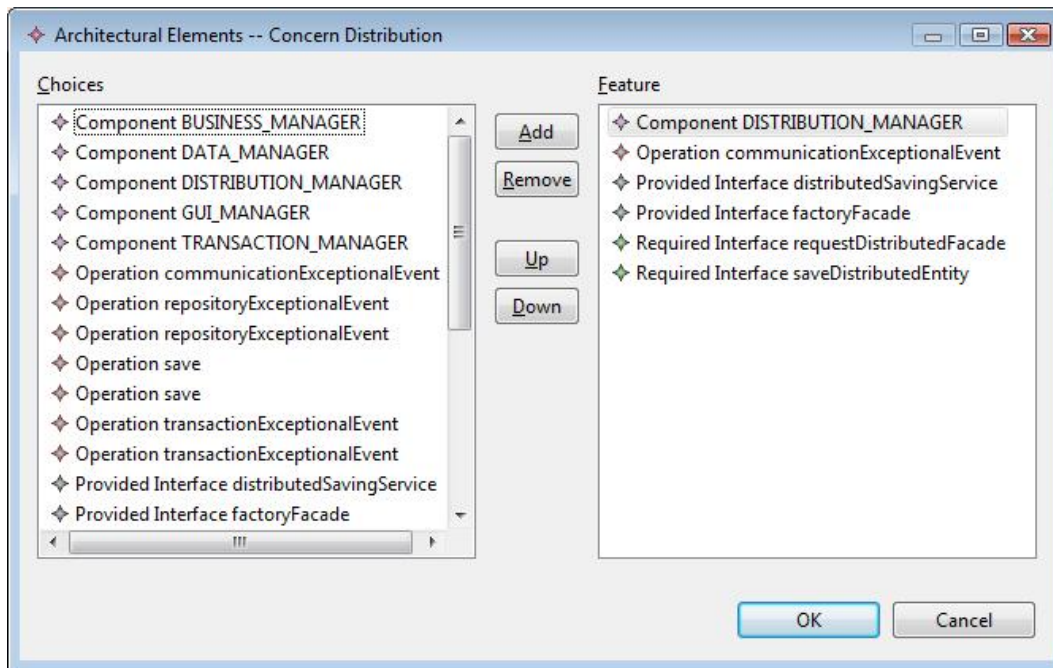 Architectural Elements -- Concern Distribution
Choices
Component BUSINESS_MANAGER
Component DATA_MANAGER
Component DISTRIBUTION_MANAGER
Component GUI_MANAGER
Component TRANSACTION_MANAGER
Operation communicationExceptionalEvent
Operation repositoryExceptionalEvent
Operation repositoryExceptionalEvent
Operation save
Operation save
Operation transactionExceptionalEvent
Operation transactionExceptionalEvent
Provided Interface distributedSavingService
Provided Interface factoryFacade
Add
Remove
Up
Down
Feature
Component DISTRIBUTION_MANAGER
Operation communicationExceptionalEvent
Provided Interface distributedSavingService
Provided Interface factoryFacade
Required Interface requestDistributedFacade
Required Interface saveDistributedEntity
OK
Cancel